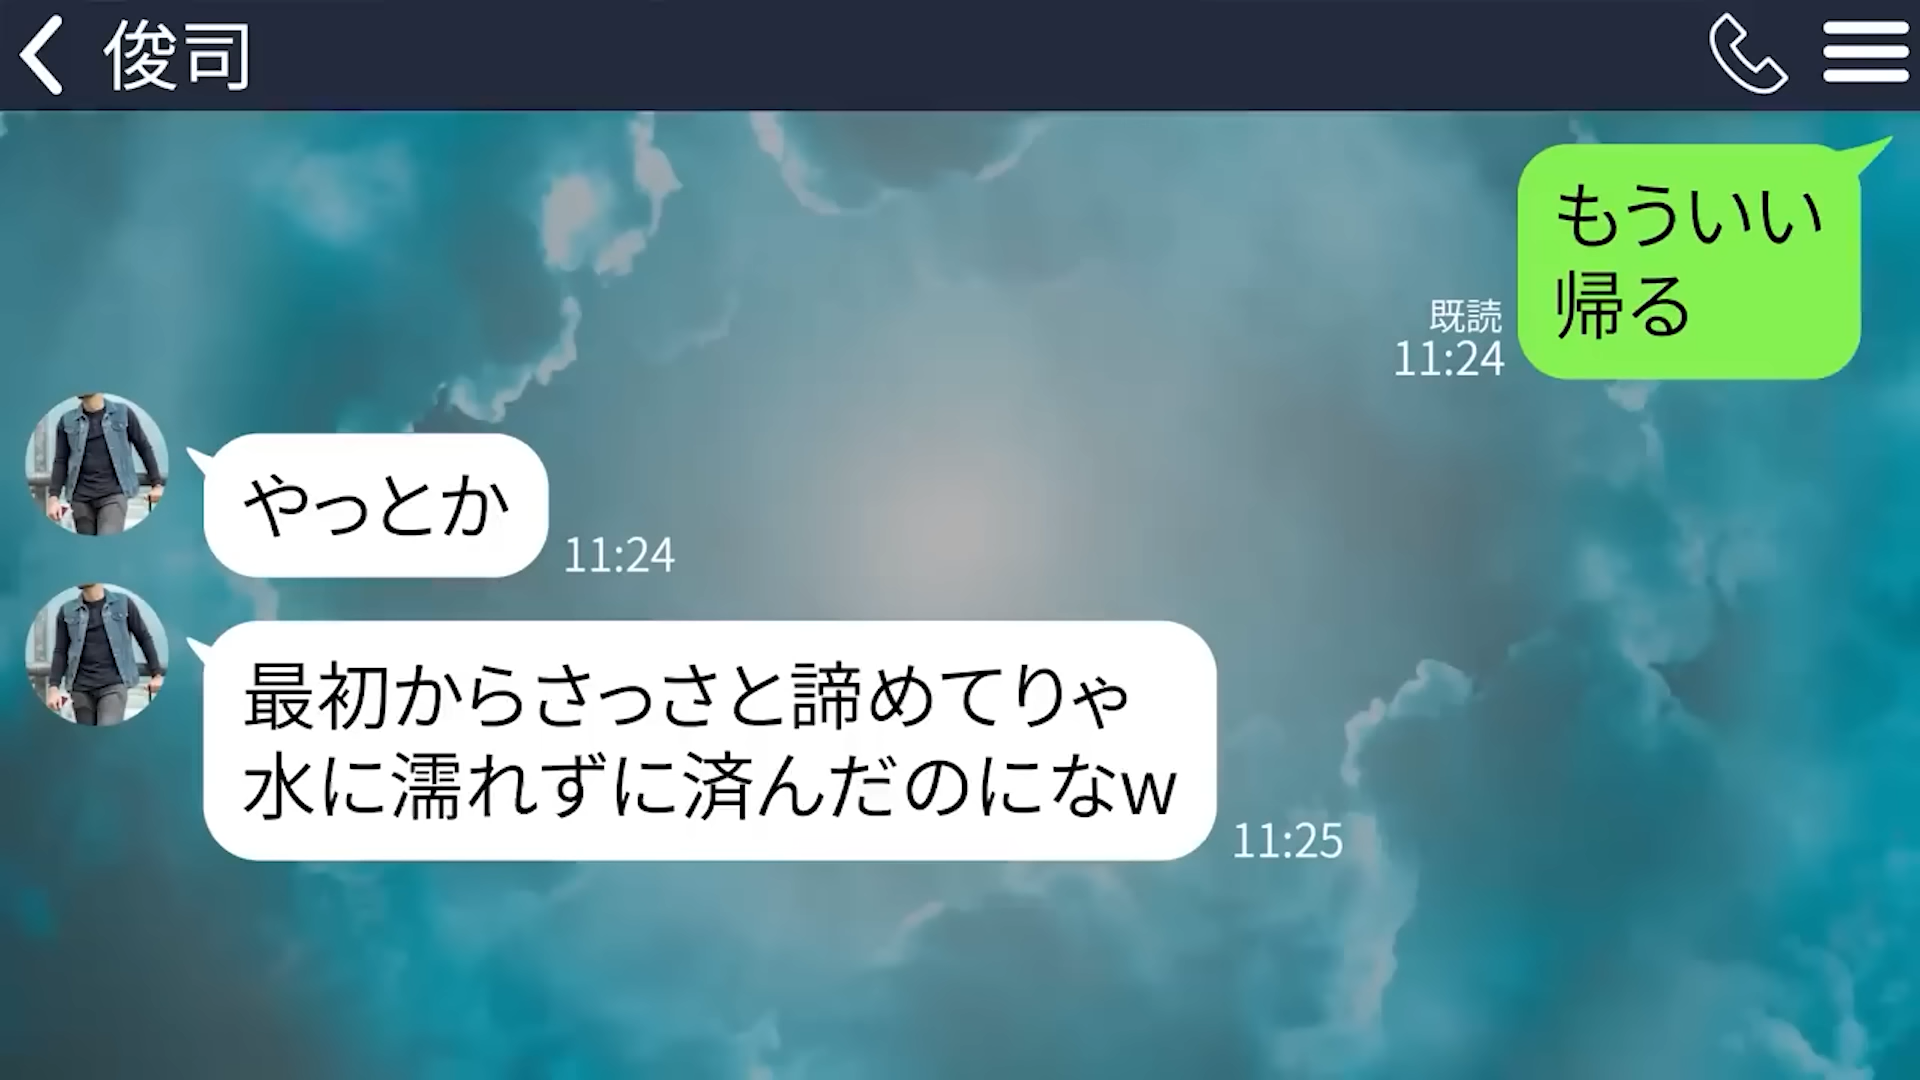 俊司
もういい
帰る
既読
11:24
やっとか
11:24
最初からさっさと諦めてりゃ
水に濡れずに済んだのになw
11:25